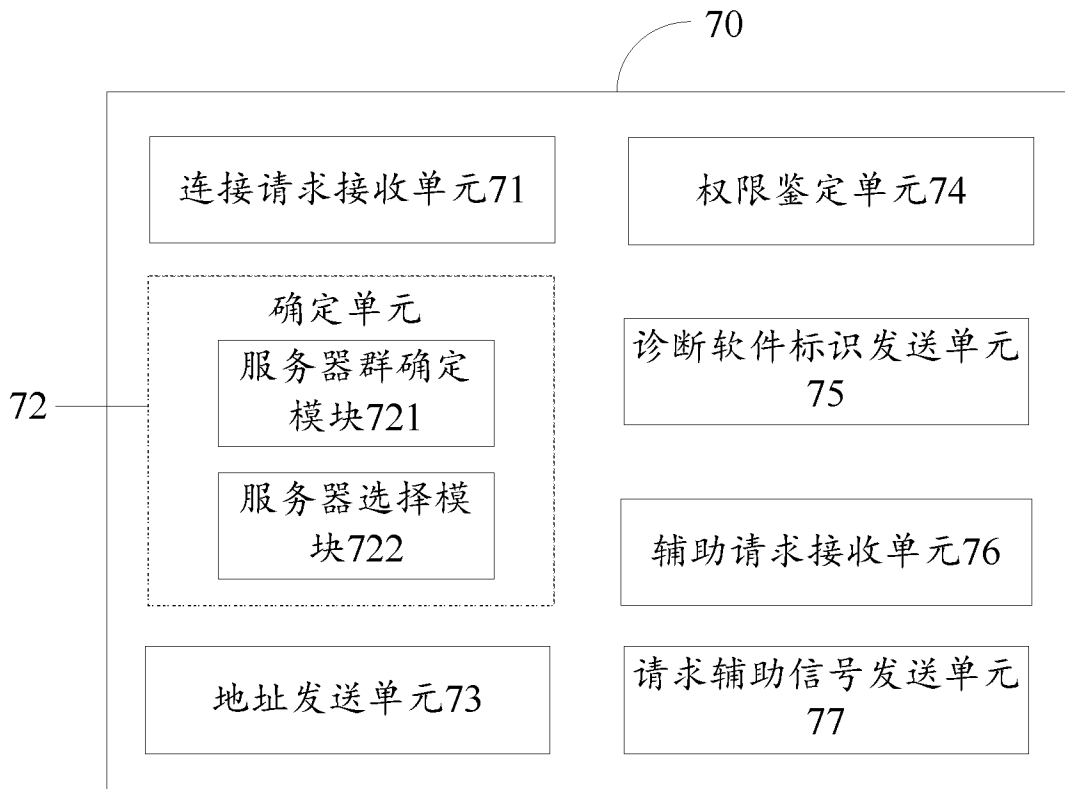 70
连接请求接收单元71
权限鉴定单元74
确定单元
服务器群确定
模块721
服务器选择模
块722
72
诊断软件标识发送单元
75
辅助请求接收单元76
地址发送单元73
请求辅助信号发送单元
77